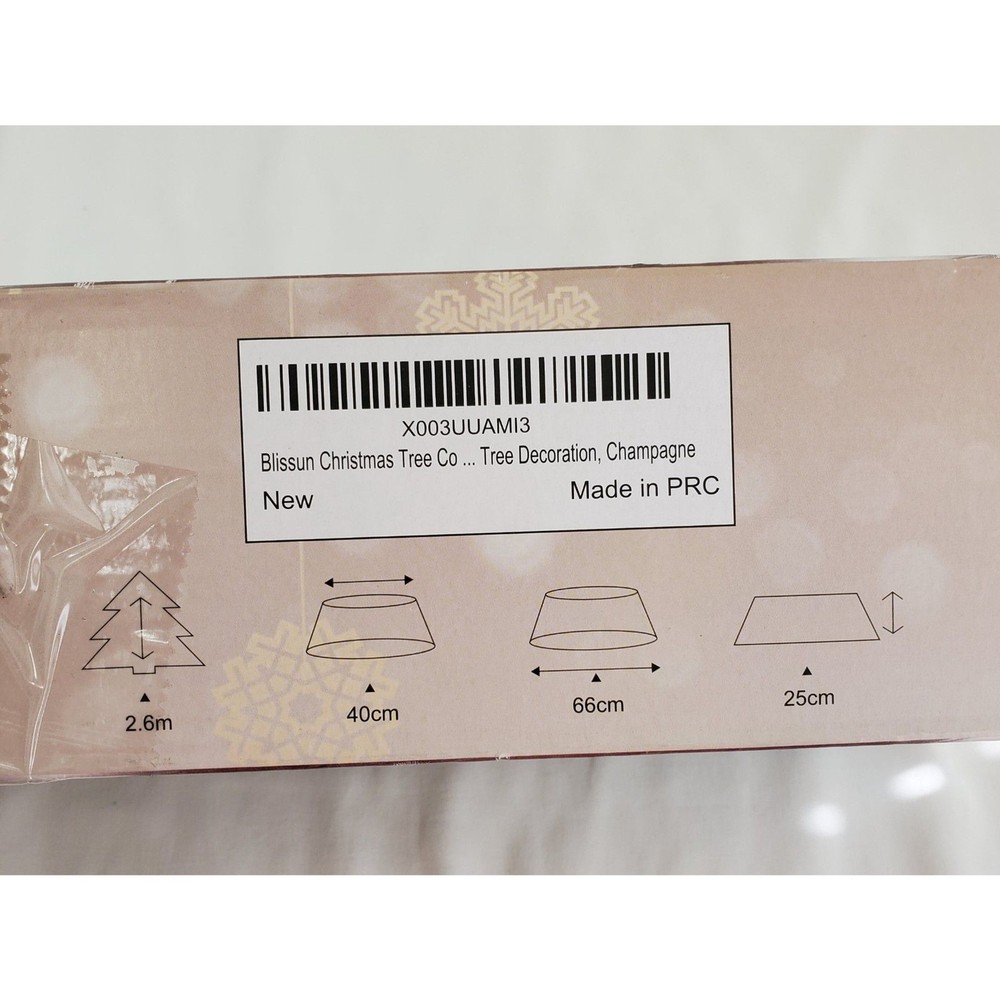 X003UUAMI3
Blissun Christmas Tree Co ... Tree Decoration, Champagne
New Made in PRC
2.6m 40cm 66cm 25cm